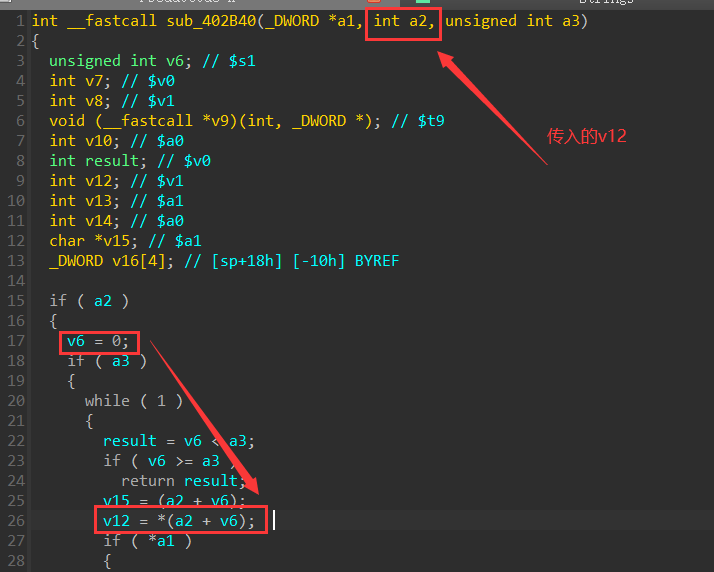 Strings
1 int __fastcall sub_402B40(_DWORD *a1, int a2, unsigned int a3)
2 {
3 unsigned int v6; // $s1
4 int v7; // $v0
5 int v8; // $v1
6 void (__fastcall *v9)(int, _DWORD *); // $t9
7 int v10; // $a0
8 int result; // $v0
9 int v12; // $v1
10 int v13; // $a1
11 int v14; // $a0
12 char *v15; // $a1
13 _DWORD v16[4]; // [sp+18h] [-10h] BYREF
14
15 if ( a2 )
16 {
17 v6 = 0;
18 if ( a3 )
19 {
20 while ( 1 )
21 {
22 result = v6 < a3;
23 if ( v6 >= a3 )
24 return result;
25 v15 = (a2 + v6);
26 v12 = *(a2 + v6);
27 if ( *a1 )
28 {
传入的v12